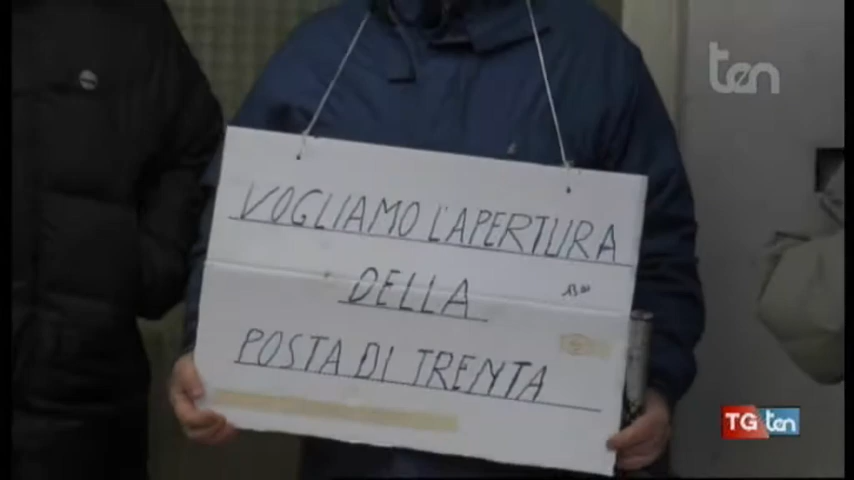 ten
VOGLIAMO L'APERTURA
DELLA
POSTA DI TRENTA
TG ten